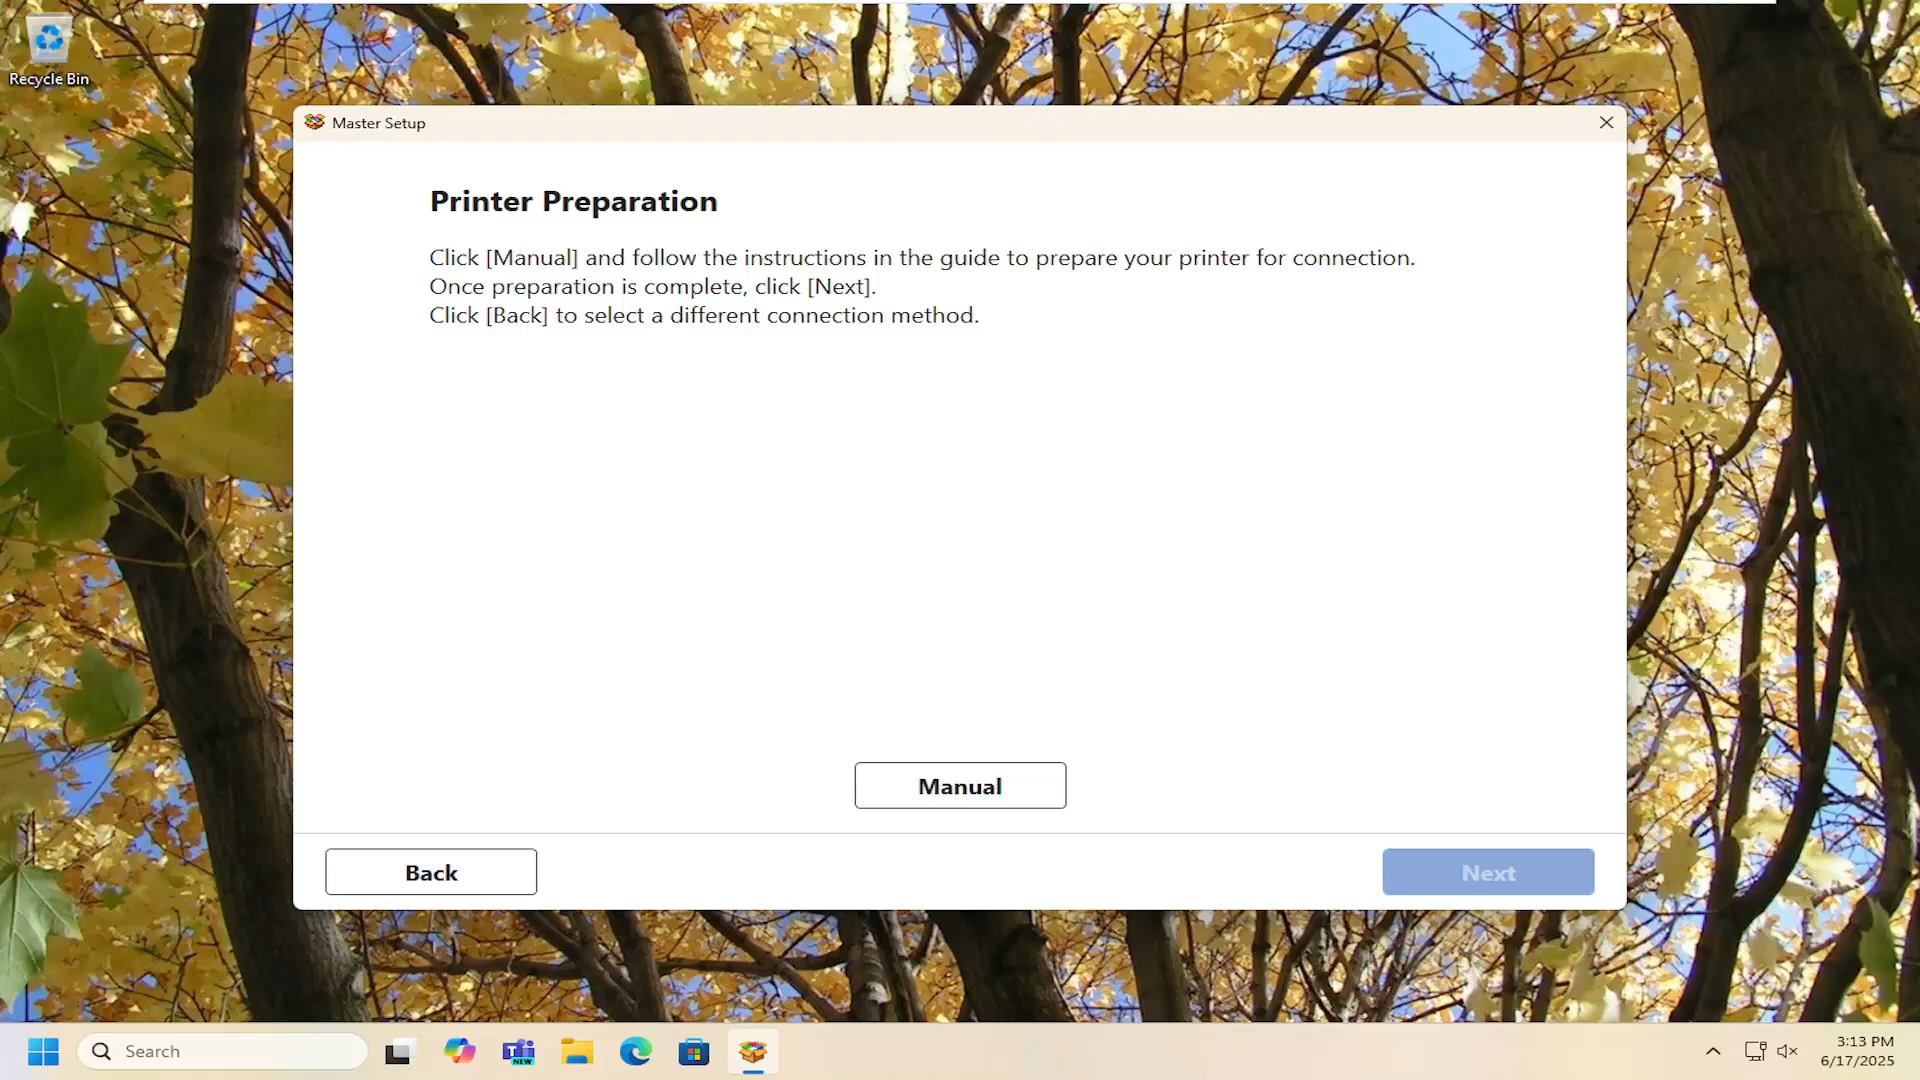 Recycle Bin
Master Setup
Printer Preparation
Click [Manual] and follow the instructions in the guide to prepare your printer for connection.
Once preparation is complete, click [Next].
Click [Back] to select a different connection method.
Manual
Back
Next
Search
NEW
3:13 PM
6/17/2025